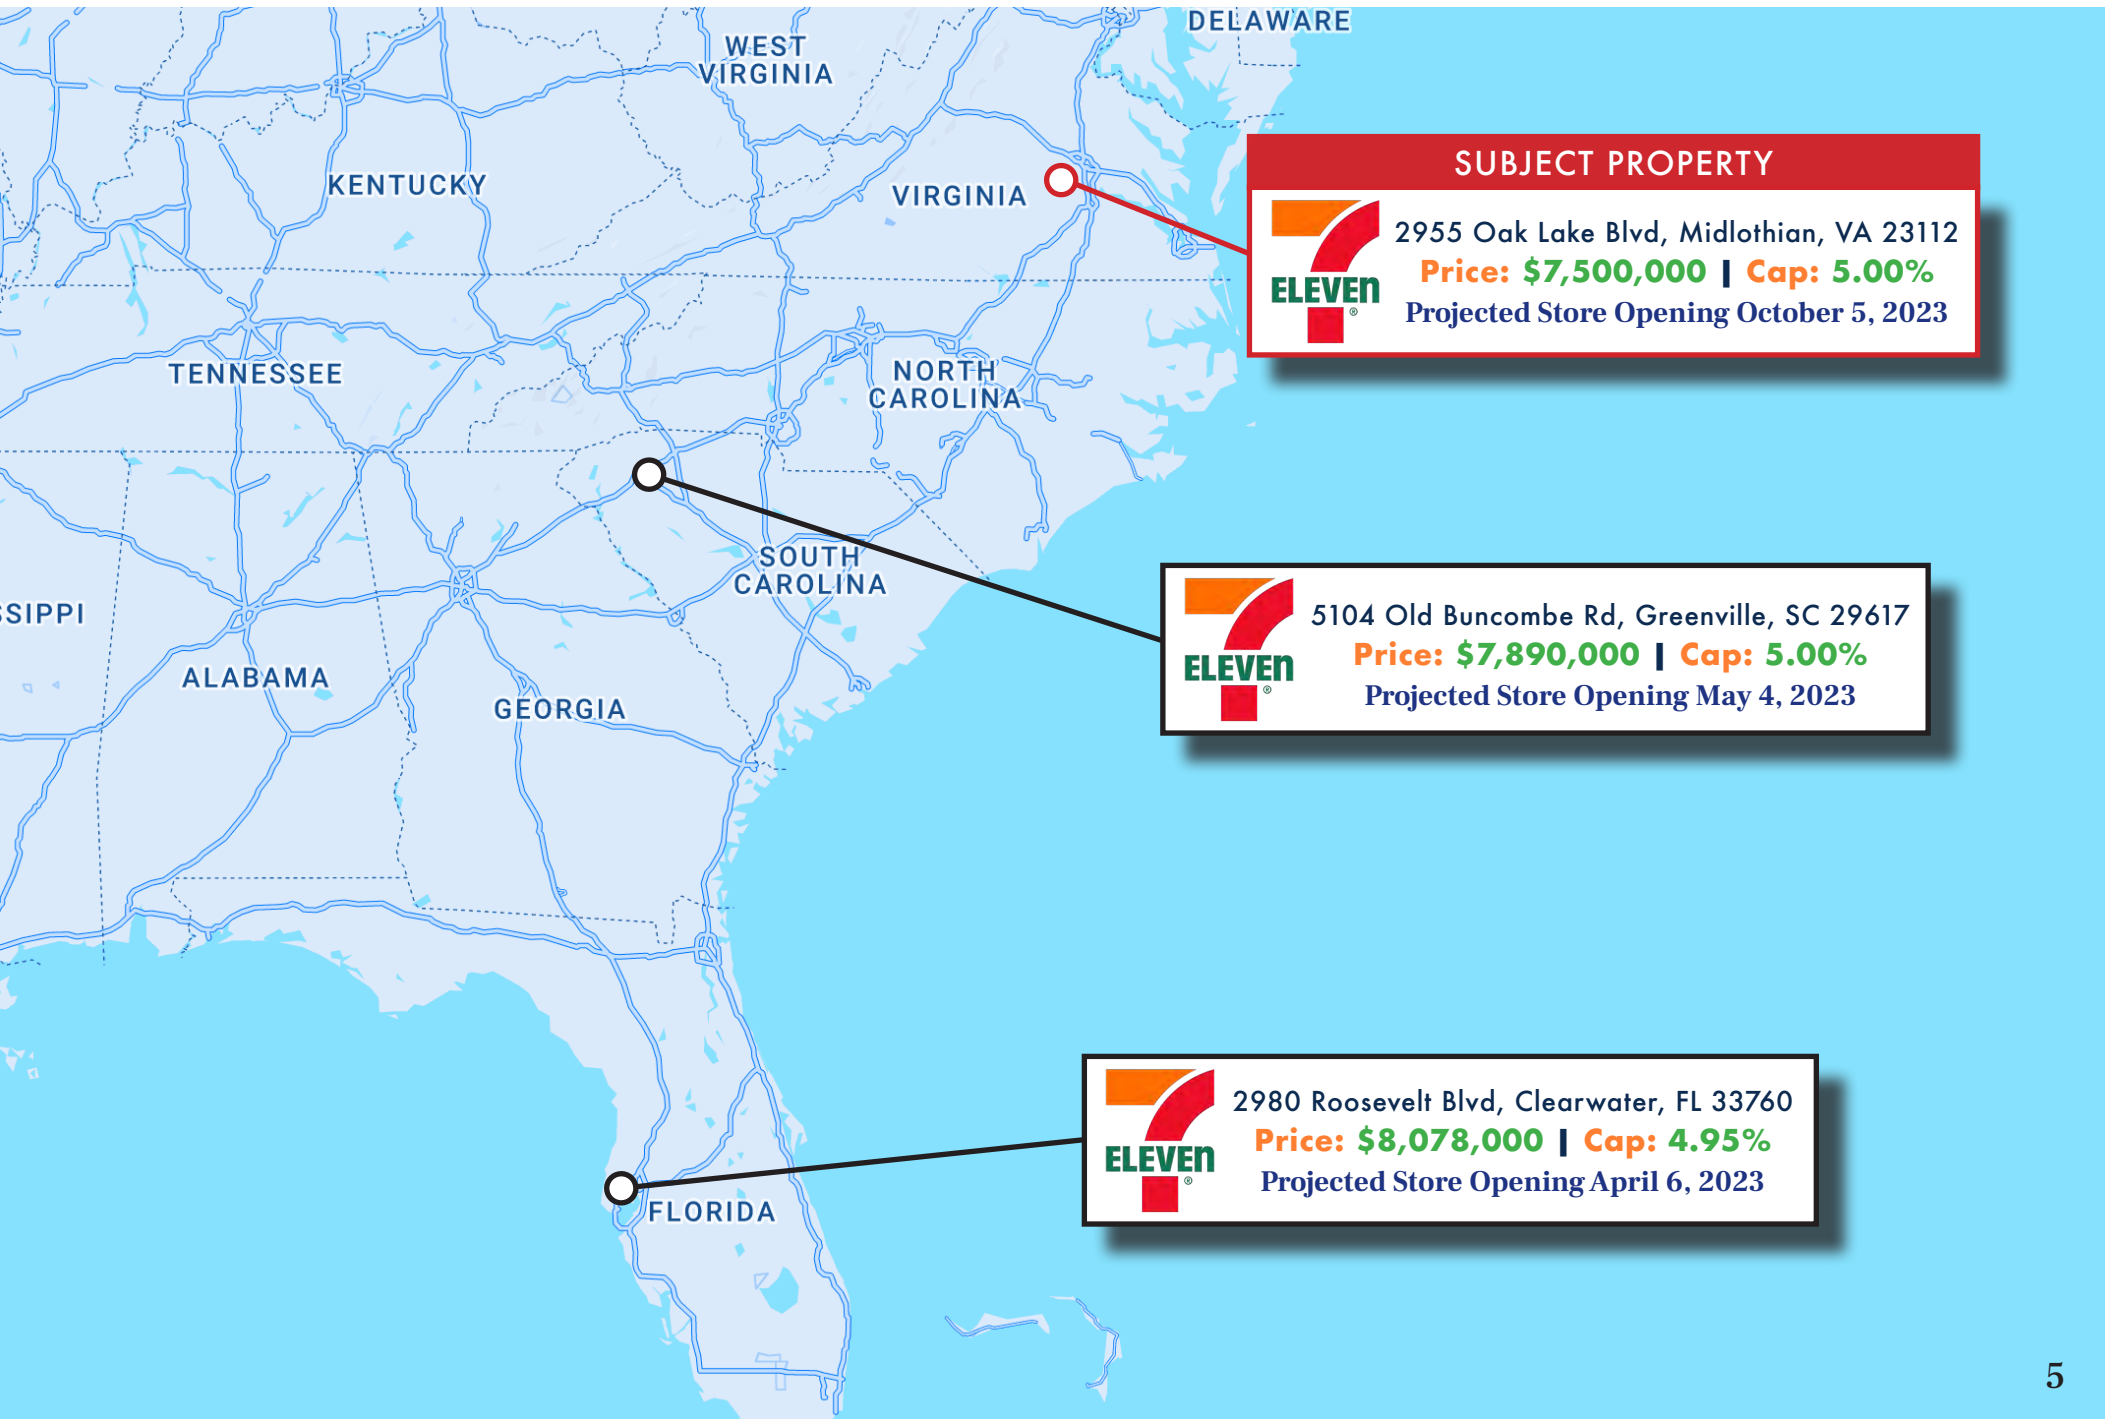 DELAWARE
WEST
VIRGINIA
KENTUCKY
VIRGINIA
SUBJECT PROPERTY
ELEVEn
®
2955 Oak Lake Blvd, Midlothian, VA 23112
Price: $7,500,000 | Cap: 5.00%
Projected Store Opening October 5, 2023
TENNESSEE
NORTH
CAROLINA
SOUTH
CAROLINA
SSIPPI
ALABAMA
GEORGIA
ELEVEn
®
5104 Old Buncombe Rd, Greenville, SC 29617
Price: $7,890,000 | Cap: 5.00%
Projected Store Opening May 4, 2023
ELEVEn
®
2980 Roosevelt Blvd, Clearwater, FL 33760
Price: $8,078,000 | Cap: 4.95%
Projected Store Opening April 6, 2023
FLORIDA
5